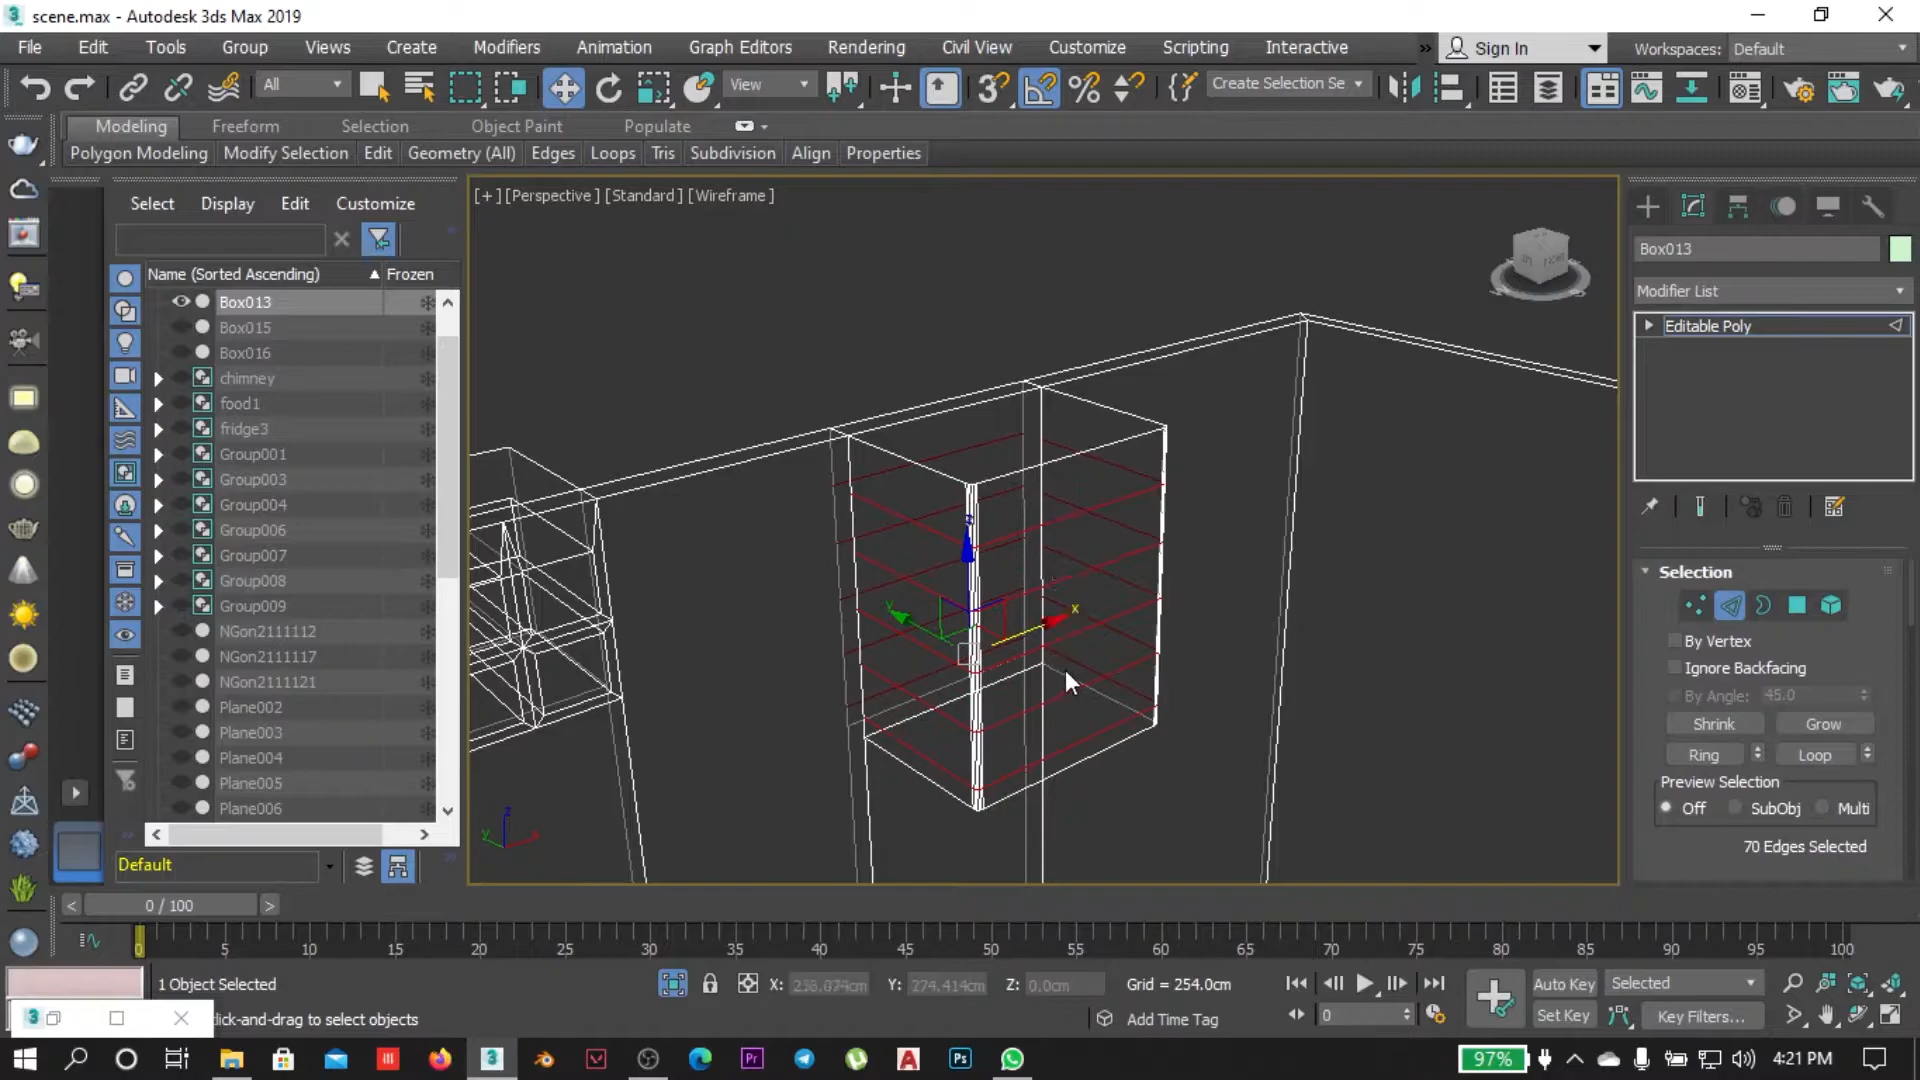 scene.max - Autodesk 3ds Max 2019
File Edit Tools Group Views Create Modifiers Animation Graph Editors Rendering Civil View Customize Scripting Interactive » Sign In Workspaces: Default
All View Create Selection Se
Modeling Freeform Selection Object Paint Populate
Polygon Modeling Modify Selection Edit Geometry (All) Edges Loops Tris Subdivision Align Properties
Select Display Edit Customize
[+] [Perspective] [Standard] [Wireframe]
Name (Sorted Ascending) Frozen
Box013
Box015
Box016
chimney
food1
fridge3
Group001
Group003
Group004
Group006
Group007
Group008
Group009
NGon2111112
NGon2111117
NGon2111121
Plane002
Plane003
Plane004
Plane005
Plane006
Default
y x z
z y x
Box013
Modifier List
Editable Poly
Selection
By Vertex
Ignore Backfacing
By Angle: 45.0
Shrink Grow
Ring Loop
Preview Selection
Off SubObj Multi
70 Edges Selected
< 0 / 100 >
0 5 10 15 20 25 30 35 40 45 50 55 60 65 70 75 80 85 90 95 100
1 Object Selected X: Y: 274.414cm Z: 0.0cm Grid = 254.0cm Auto Key Selected
lick-and-drag to select objects Add Time Tag 0 Set Key Key Filters...
Pr A Ps 97% 4:21 PM